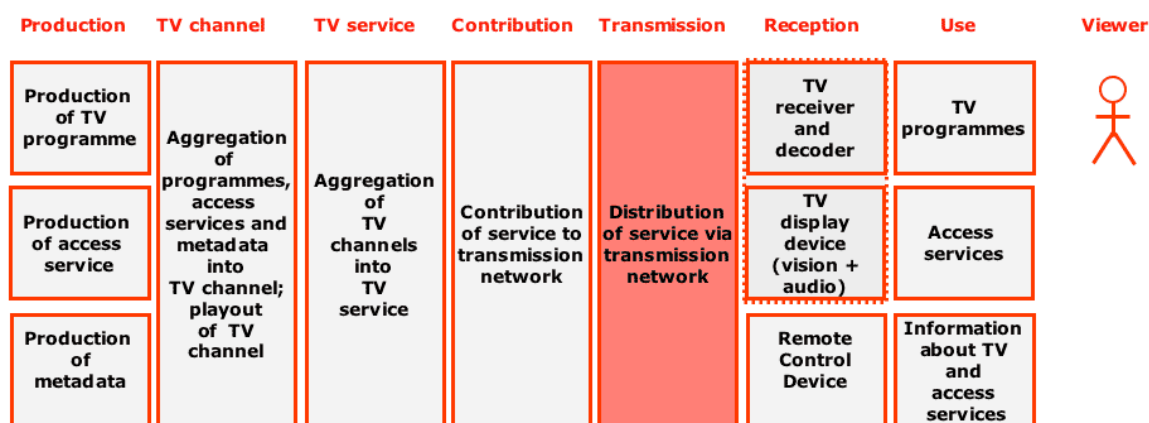 Production
TV channel
TV service
Contribution
Transmission
Reception
Use
Viewer
Production
of TV
programme
Production
of access
service
Production
of
metadata
Aggregation
of
programmes,
access
services and
metadata
into
TV channel;
playout
of TV
channel
Aggregation
of
TV
channels
into
TV
service
Contribution
of service to
transmission
network
Distribution
of service via
transmission
network
TV
receiver
and
decoder
TV
display
device
(vision +
audio)
Remote
Control
Device
TV
programmes
Access
services
Information
about TV
and
access
services